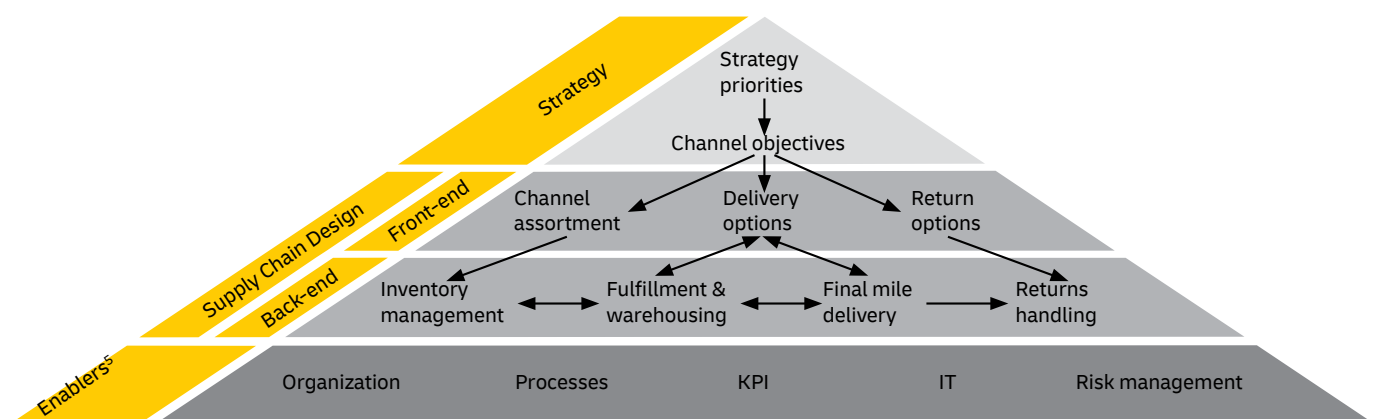 Strategy
Strategy
priorities
Channel objectives
Supply Chain Design
Front-end
Channel
assortment
Delivery
options
Return
options
Back-end
Inventory
management
Fulfillment &
warehousing
Final mile
delivery
Returns
handling
Enablers⁵
Organization
Processes
KPI
IT
Risk management